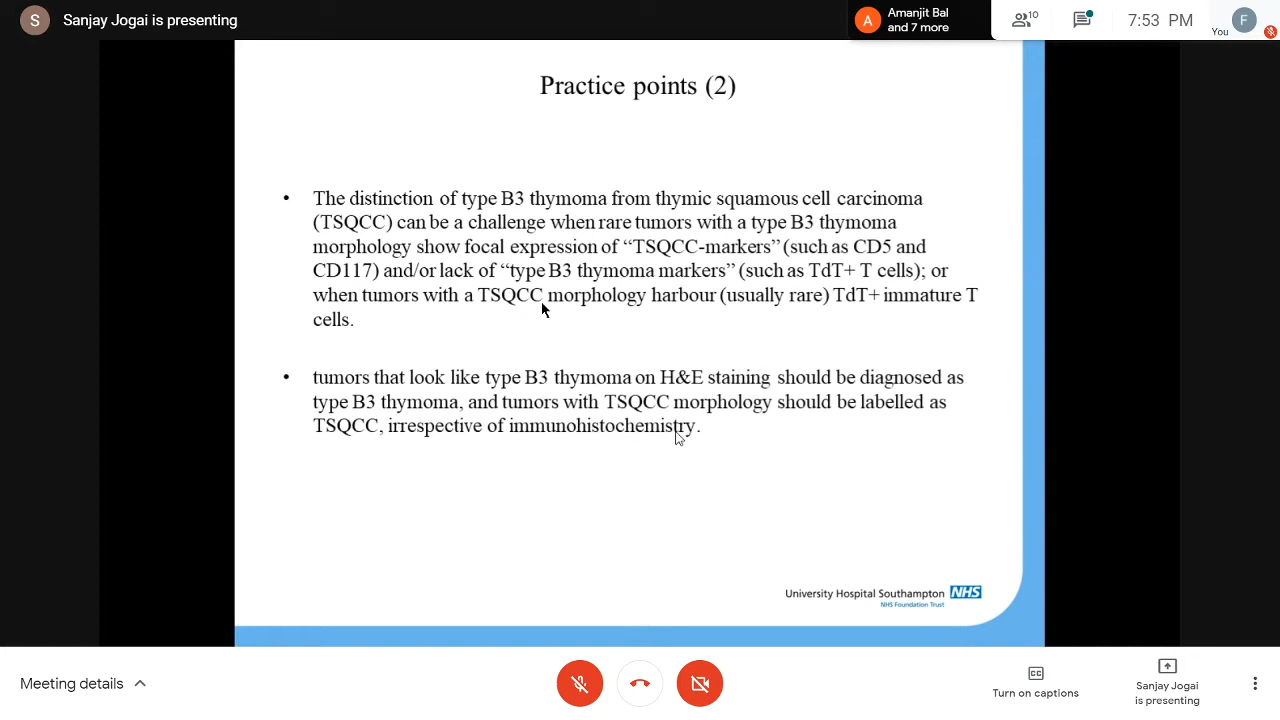 S
Sanjay Jogai is presenting
A
Amanjit Bal
and 7 more
10
7:53 PM
You
F
Practice points (2)
• The distinction of type B3 thymoma from thymic squamous cell carcinoma
(TSQCC) can be a challenge when rare tumors with a type B3 thymoma
morphology show focal expression of “TSQCC-markers” (such as CD5 and
CD117) and/or lack of “type B3 thymoma markers” (such as TdT+ T cells); or
when tumors with a TSQCC morphology harbour (usually rare) TdT+ immature T
cells.
• tumors that look like type B3 thymoma on H&E staining should be diagnosed as
type B3 thymoma, and tumors with TSQCC morphology should be labelled as
TSQCC, irrespective of immunohistochemistry.
University Hospital Southampton NHS
NHS Foundation Trust
Meeting details
CC
Turn on captions
Sanjay Jogai
is presenting